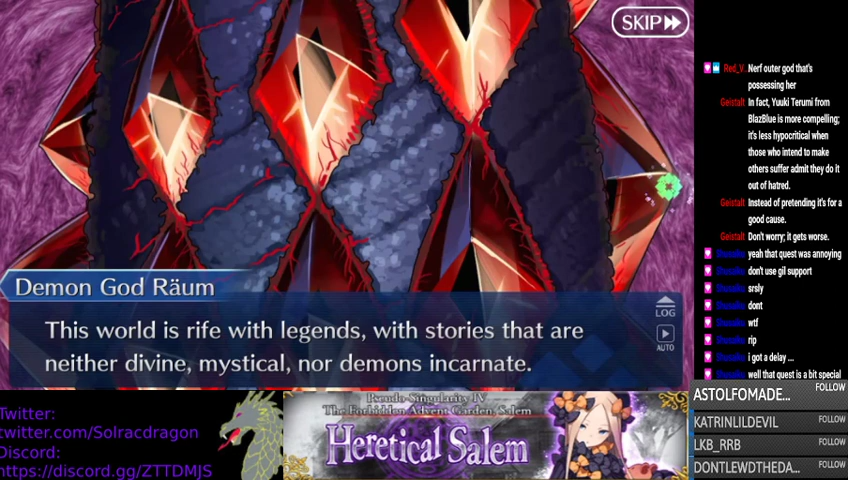 SKIP
Demon God Räum
This world is rife with legends, with stories that are
neither divine, mystical, nor demons incarnate.
LOG
AUTO
Red_V Nerf outer god that's
possessing her
Geistalt In fact, Yuuki Terumi from
BlazBlue is more compelling;
it's less hypocritical when
those who intend to make
others suffer admit they do it
out of hatred.
Geistalt Instead of pretending it's for a
good cause.
Geistalt Don't worry; it gets worse.
yeah that quest was annoying
don't use gil support
srsly
dont
wtf
rip
i got a delay ...
well that quest is a bit special
Twitter:
twitter.com/Solracdragon
Discord:
https://discord.gg/ZTTDMJS
Pseudo-Singularity IV
The Forbidden Advent Garden, Salem
Heretical Salem
ASTOLFOMADE... FOLLOW
KATRINLILDEVIL FOLLOW
LKB_RRB FOLLOW
DONTLEWDTHEDA... FOLLOW